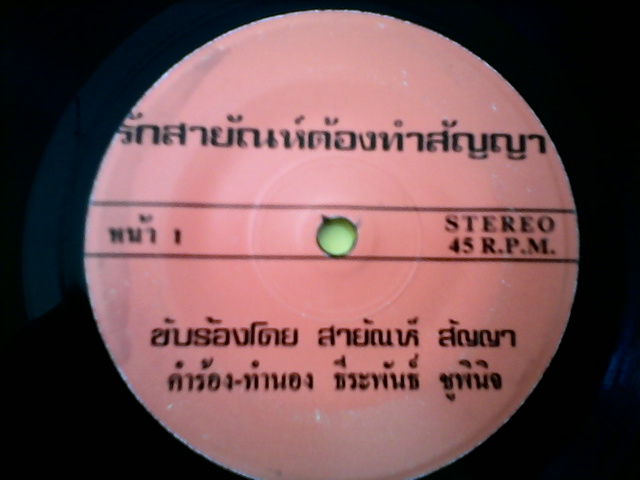 รักสายัณห์ต้องทำสัญญา
หน้า 1
STEREO
45 R.P.M.
ขับร้องโดย สายัณห์ สัญญา
คำร้อง-ทำนอง ธีระพันธ์ ชูพินิจ